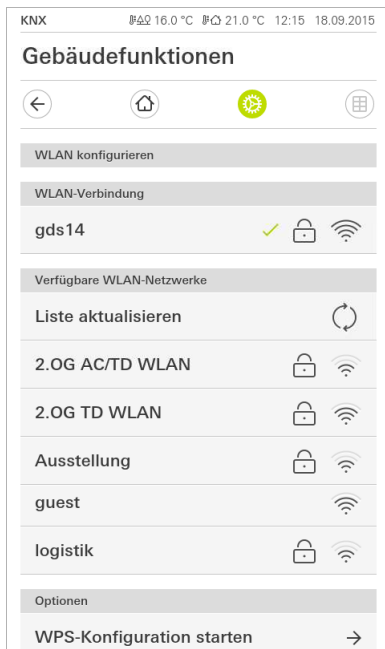 KNX 16.0 °C 21.0 °C 12:15 18.09.2015
Gebäudefunktionen
WLAN konfigurieren
WLAN-Verbindung
gds14
Verfügbare WLAN-Netzwerke
Liste aktualisieren
2.OG AC/TD WLAN
2.OG TD WLAN
Ausstellung
guest
logistik
Optionen
WPS-Konfiguration starten